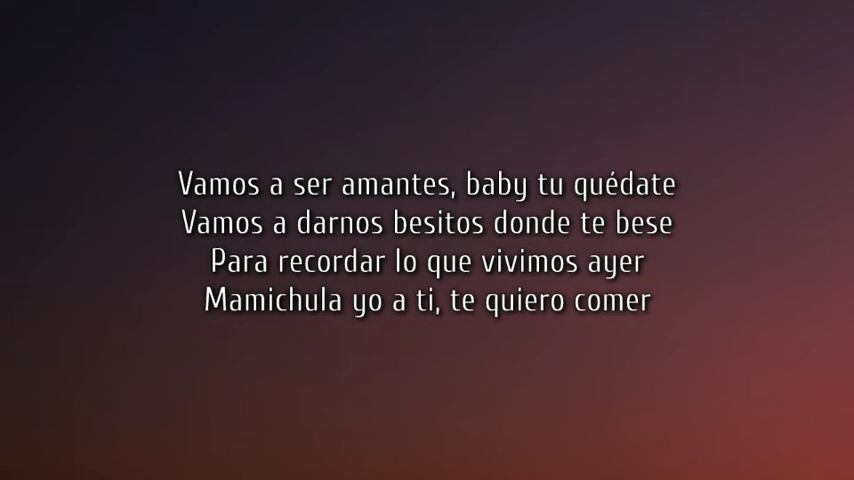 Vamos a ser amantes, baby tu quédate
Vamos a darnos besitos donde te bese
Para recordar lo que vivimos ayer
Mamichula yo a ti, te quiero comer